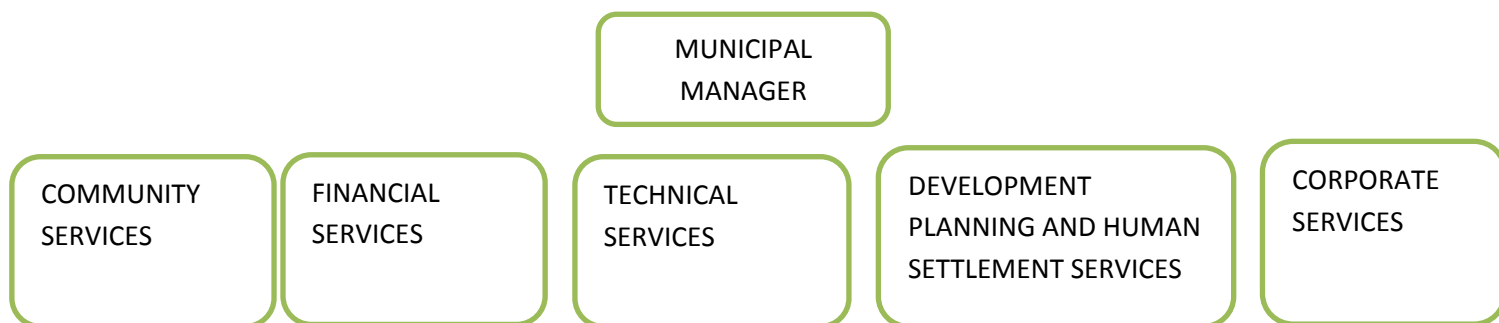 MUNICIPAL
MANAGER
COMMUNITY
SERVICES
FINANCIAL
SERVICES
TECHNICAL
SERVICES
DEVELOPMENT
PLANNING AND HUMAN
SETTLEMENT SERVICES
CORPORATE
SERVICES